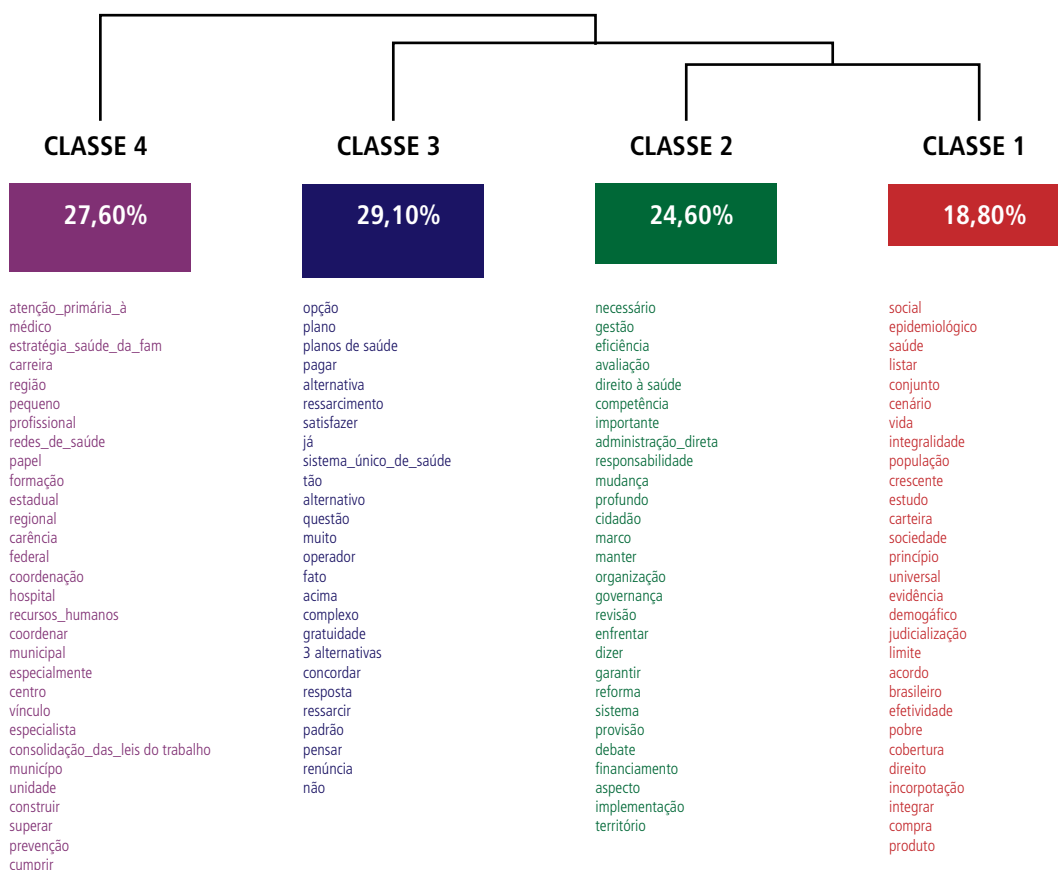 CLASSE 4
27,60%
atenção_primária_à
médico
estratégia_saúde_da_fam
carreira
região
pequeno
profissional
redes_de_saúde
papel
formação
estadual
regional
carência
federal
coordenação
hospital
recursos_humanos
coordenar
municipal
especialmente
centro
vínculo
especialista
consolidação_das_leis do trabalho
municípo
unidade
construir
superar
prevenção
cumprir
CLASSE 3
29,10%
opção
plano
planos de saúde
pagar
alternativa
ressarcimento
satisfazer
já
sistema_único_de_saúde
tão
alternativo
questão
muito
operador
fato
acima
complexo
gratuidade
3 alternativas
concordar
resposta
ressarcir
padrão
pensar
renúncia
não
CLASSE 2
24,60%
necessário
gestão
eficiência
avaliação
direito à saúde
competência
importante
administração_direta
responsabilidade
mudança
profundo
cidadão
marco
manter
organização
governança
revisão
enfrentar
dizer
garantir
reforma
sistema
provisão
debate
financiamento
aspecto
implementação
território
CLASSE 1
18,80%
social
epidemiológico
saúde
listar
conjunto
cenário
vida
integralidade
população
crescente
estudo
carteira
sociedade
princípio
universal
evidência
demogáfico
judicialização
limite
acordo
brasileiro
efetividade
pobre
cobertura
direito
incorpotação
integrar
compra
produto